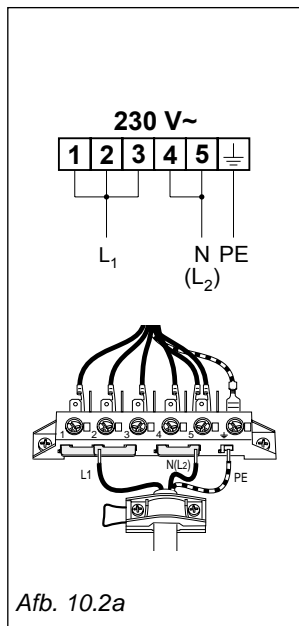 230 V~
1 2 3 4 5
L1 N PE
(L2)
1 2 3 4 5
L1 N(L2) PE
Afb. 10.2a